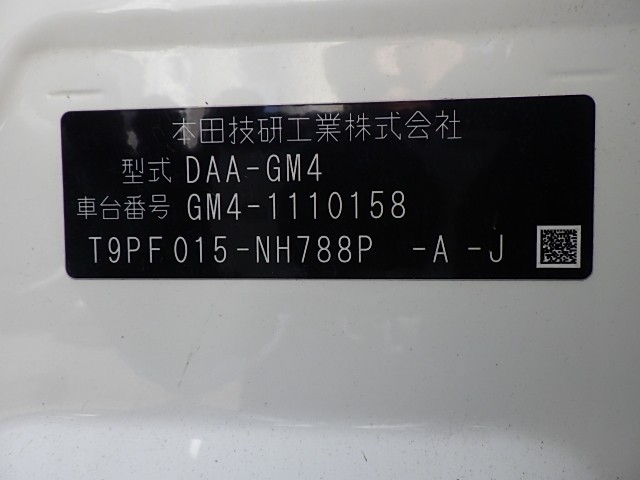 本田技研工業株式会社
型式 DAA-GM4
車台番号 GM4-1110158
T9PF015-NH788P -A -J